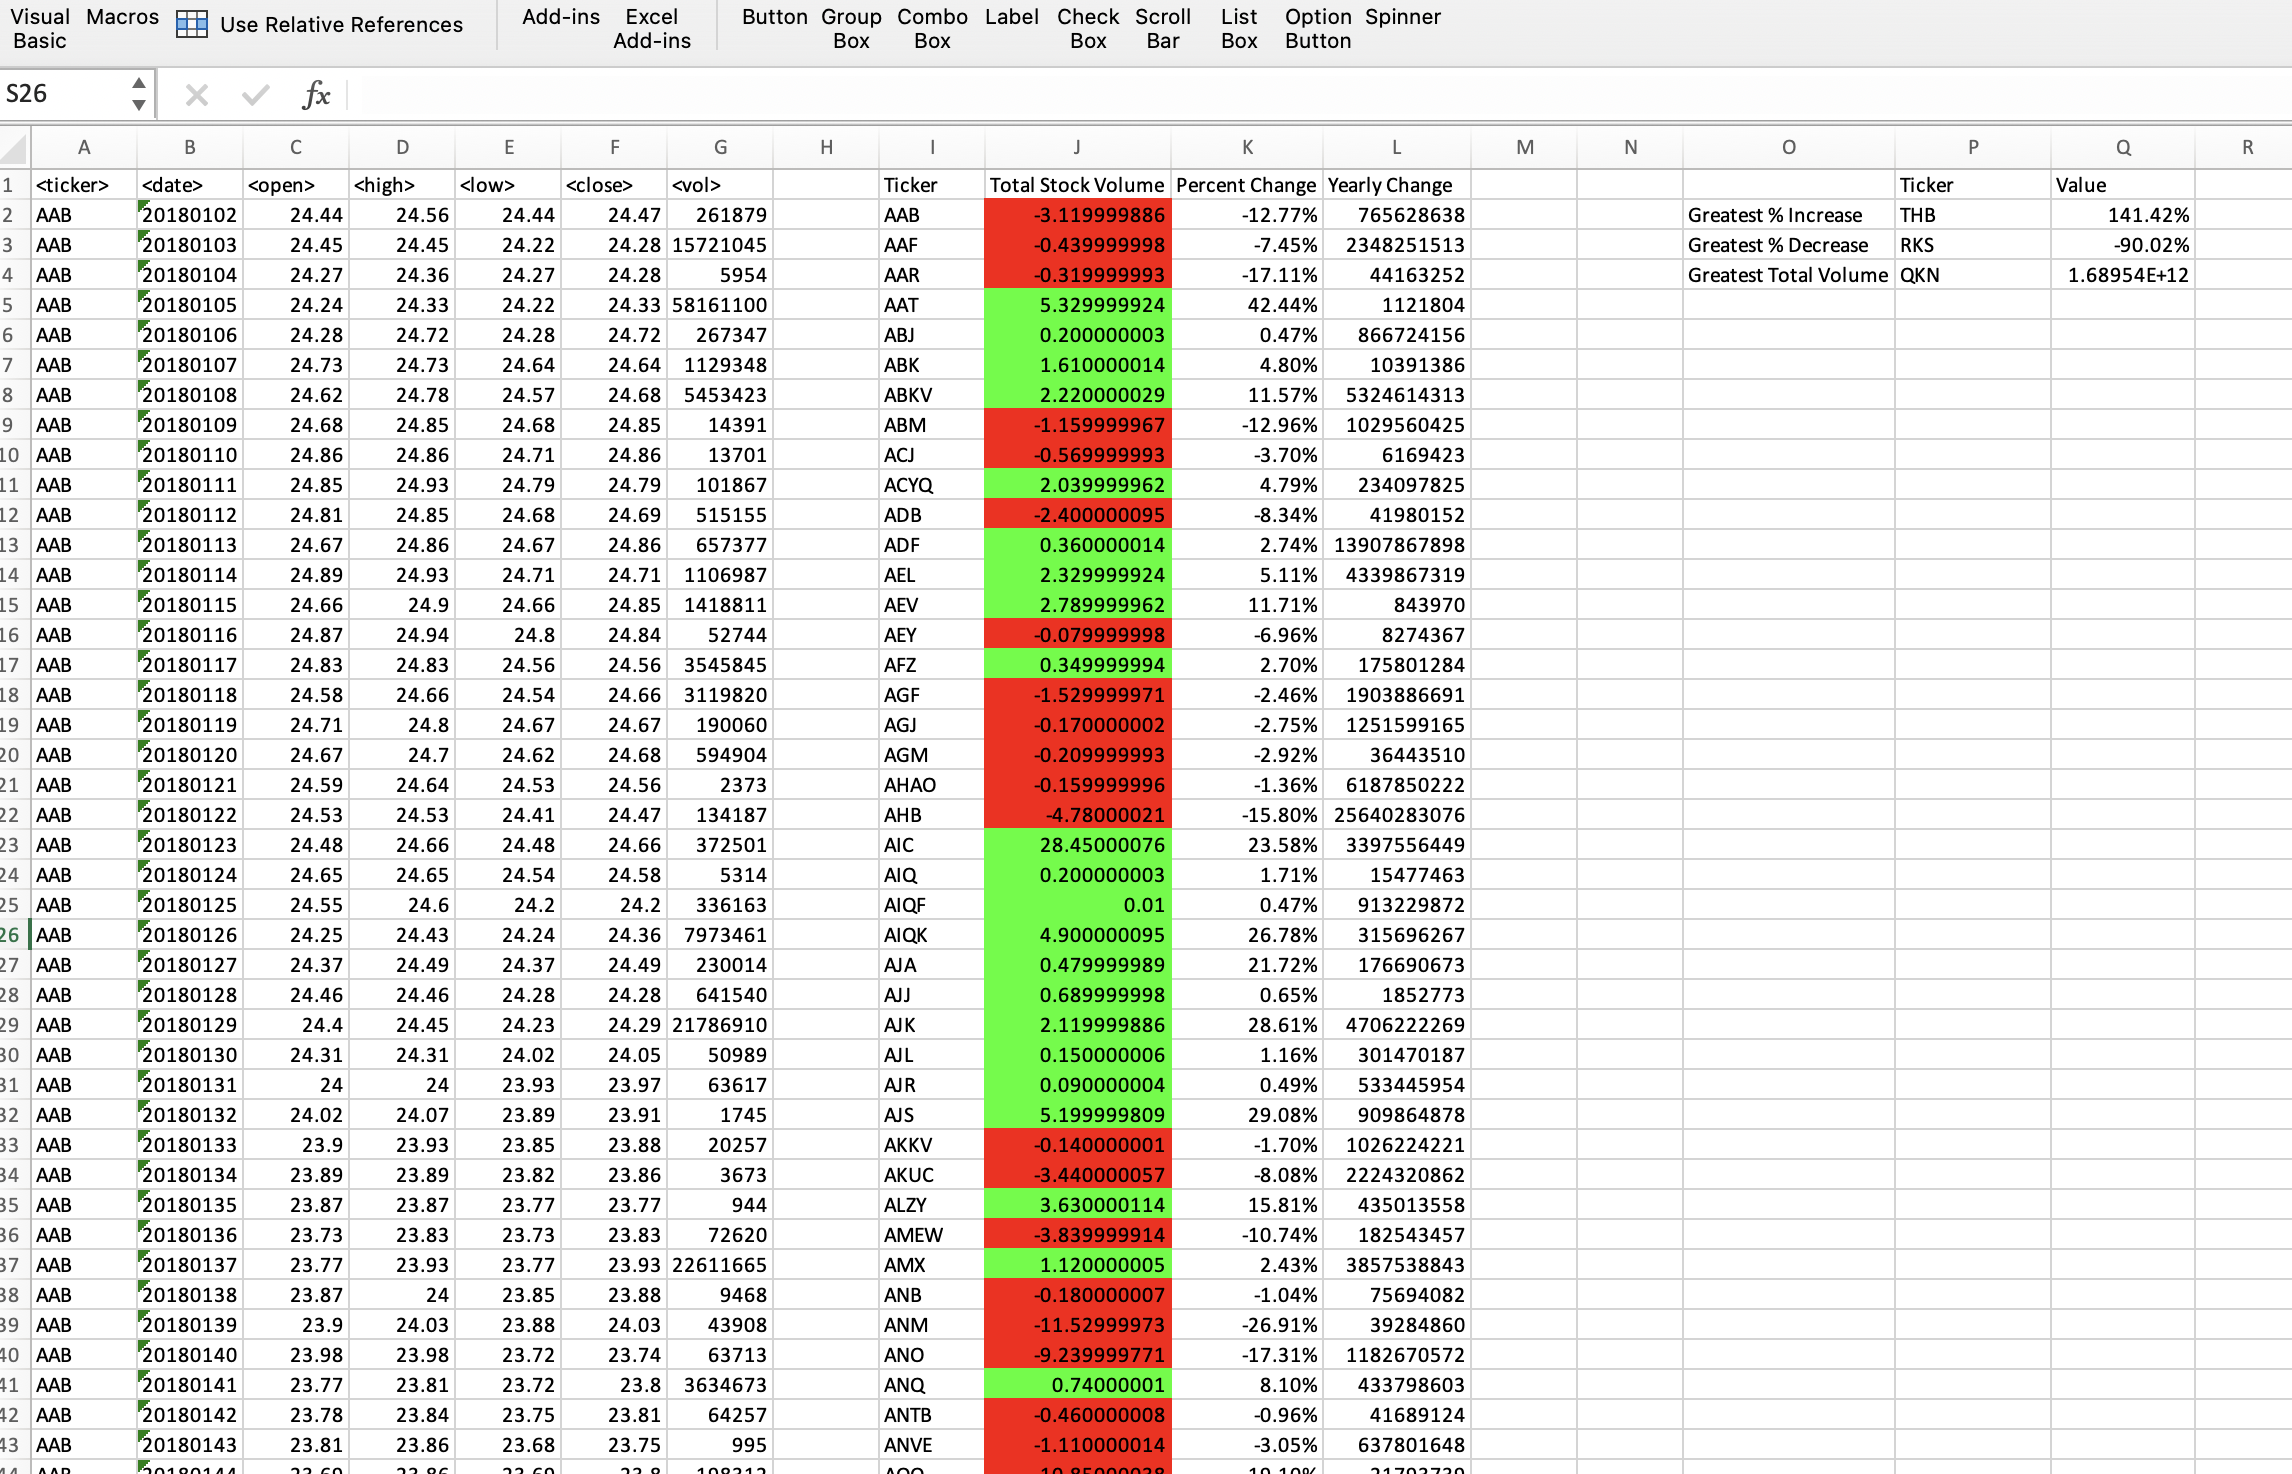 Visual Basic Macros Use Relative References Add-ins Excel Add-ins Button Group Box Combo Box Label Check Box Scroll Bar List Box Option Button Spinner
S26 fx
A B C D E F G H I J K L M N O P Q R
1 <ticker> <date> <open> <high> <low> <close> <vol> Ticker Total Stock Volume Percent Change Yearly Change Ticker Value
2 AAB 20180102 24.44 24.56 24.44 24.47 261879 AAB -3.119999886 -12.77% 765628638 Greatest % Increase THB 141.42%
3 AAB 20180103 24.45 24.45 24.22 24.28 15721045 AAF -0.439999998 -7.45% 2348251513 Greatest % Decrease RKS -90.02%
4 AAB 20180104 24.27 24.36 24.27 24.28 5954 AAR -0.319999993 -17.11% 44163252 Greatest Total Volume QKN 1.68954E+12
5 AAB 20180105 24.24 24.33 24.22 24.33 58161100 AAT 5.329999924 42.44% 1121804
6 AAB 20180106 24.28 24.72 24.28 24.72 267347 ABJ 0.200000003 0.47% 866724156
7 AAB 20180107 24.73 24.73 24.64 24.64 1129348 ABK 1.610000014 4.80% 10391386
8 AAB 20180108 24.62 24.78 24.57 24.68 5453423 ABKV 2.220000029 11.57% 5324614313
9 AAB 20180109 24.68 24.85 24.68 24.85 14391 ABM -1.159999967 -12.96% 1029560425
10 AAB 20180110 24.86 24.86 24.71 24.86 13701 ACJ -0.569999993 -3.70% 6169423
11 AAB 20180111 24.85 24.93 24.79 24.79 101867 ACYQ 2.039999962 4.79% 234097825
12 AAB 20180112 24.81 24.85 24.68 24.69 515155 ADB -2.400000095 -8.34% 41980152
13 AAB 20180113 24.67 24.86 24.67 24.86 657377 ADF 0.360000014 2.74% 13907867898
14 AAB 20180114 24.89 24.93 24.71 24.71 1106987 AEL 2.329999924 5.11% 4339867319
15 AAB 20180115 24.66 24.9 24.66 24.85 1418811 AEV 2.789999962 11.71% 843970
16 AAB 20180116 24.87 24.94 24.8 24.84 52744 AEY -0.079999998 -6.96% 8274367
17 AAB 20180117 24.83 24.83 24.56 24.56 3545845 AFZ 0.349999994 2.70% 175801284
18 AAB 20180118 24.58 24.66 24.54 24.66 3119820 AGF -1.529999971 -2.46% 1903886691
19 AAB 20180119 24.71 24.8 24.67 24.67 190060 AGJ -0.170000002 -2.75% 1251599165
20 AAB 20180120 24.67 24.7 24.62 24.68 594904 AGM -0.209999993 -2.92% 36443510
21 AAB 20180121 24.59 24.64 24.53 24.56 2373 AHAO -0.159999996 -1.36% 6187850222
22 AAB 20180122 24.53 24.53 24.41 24.47 134187 AHB -4.78000021 -15.80% 25640283076
23 AAB 20180123 24.48 24.66 24.48 24.66 372501 AIC 28.45000076 23.58% 3397556449
24 AAB 20180124 24.65 24.65 24.54 24.58 5314 AIQ 0.200000003 1.71% 15477463
25 AAB 20180125 24.55 24.6 24.2 24.2 336163 AIQF 0.01 0.47% 913229872
26 AAB 20180126 24.25 24.43 24.24 24.36 7973461 AIQK 4.900000095 26.78% 315696267
27 AAB 20180127 24.37 24.49 24.37 24.49 230014 AJA 0.479999989 21.72% 176690673
28 AAB 20180128 24.46 24.46 24.28 24.28 641540 AJJ 0.689999998 0.65% 1852773
29 AAB 20180129 24.4 24.45 24.23 24.29 21786910 AJK 2.119999886 28.61% 4706222269
30 AAB 20180130 24.31 24.31 24.02 24.05 50989 AJL 0.150000006 1.16% 301470187
31 AAB 20180131 24 24 23.93 23.97 63617 AJR 0.090000004 0.49% 533445954
32 AAB 20180132 24.02 24.07 23.89 23.91 1745 AJS 5.199999809 29.08% 909864878
33 AAB 20180133 23.9 23.93 23.85 23.88 20257 AKKV -0.140000001 -1.70% 1026224221
34 AAB 20180134 23.89 23.89 23.82 23.86 3673 AKUC -3.440000057 -8.08% 2224320862
35 AAB 20180135 23.87 23.87 23.77 23.77 944 ALZY 3.630000114 15.81% 435013558
36 AAB 20180136 23.73 23.83 23.73 23.83 72620 AMEW -3.839999914 -10.74% 182543457
37 AAB 20180137 23.77 23.93 23.77 23.93 22611665 AMX 1.120000005 2.43% 3857538843
38 AAB 20180138 23.87 24 23.85 23.88 9468 ANB -0.180000007 -1.04% 75694082
39 AAB 20180139 23.9 24.03 23.88 24.03 43908 ANM -11.52999973 -26.91% 39284860
40 AAB 20180140 23.98 23.98 23.72 23.74 63713 ANO -9.239999771 -17.31% 1182670572
41 AAB 20180141 23.77 23.81 23.72 23.8 3634673 ANQ 0.74000001 8.10% 433798603
42 AAB 20180142 23.78 23.84 23.75 23.81 64257 ANTB -0.460000008 -0.96% 41689124
43 AAB 20180143 23.81 23.86 23.68 23.75 995 ANVE -1.110000014 -3.05% 637801648